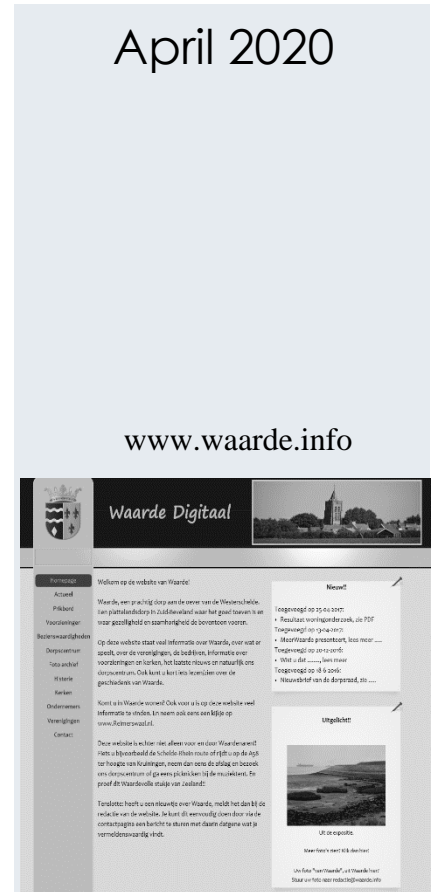 April 2020
www.waarde.info
Waarde Digitaal
Homepage
Actueel
Prikbord
Voorzieningen
Bezienswaardigheden
Dorpscentrum
Foto archief
Historie
Kerken
Ondernemers
Verenigingen
Contact
Welkom op de website van Waarde!
Waarde, een prachtig dorp aan de oever van de Westerschelde.
Een plattelandsdorp in Zuid-Beveland waar het goed toeven is en
waar gezelligheid en saamhorigheid de boventoon voeren.
Op deze website staat veel informatie over Waarde, over wat er
speelt, over de verenigingen, de bedrijven, informatie over
voorzieningen en kerken, het laatste nieuws en natuurlijk ons
dorpscentrum. Ook kunt u kort iets lezen over de
geschiedenis van Waarde.
Komt u in Waarde wonen? Ook voor u is op deze website veel
informatie te vinden. En neem ook eens een kijkje op
www.Reimerswaal.nl.
Deze website is echter niet alleen voor en door Waardenaren!!
Fietst u bijvoorbeeld de Schelde-Rhein route of rijdt u op de A58
ter hoogte van Kruiningen, neem dan eens de afslag en bezoek
ons dorpscentrum of ga eens picknicken bij de muziektent. En
proef dit Waardevolle stukje van Zeeland!!
Tenslotte: heeft u een nieuwtje over Waarde, meldt het dan bij de
redactie van de website. Je kunt dit eenvoudig doen door via de
contactpagina een bericht te sturen met daarin datgene wat je
vermeldenswaardig vindt.
Nieuw!!
Toegevoegd op 25-04-2017:
Resultaat woningonderzoek, zie PDF
Toegevoegd op 13-04-2017:
MeerWaarde presenteert, lees meer .....
Toegevoegd op 20-12-2016:
Wist u dat ........, lees meer
Toegevoegd op 18 6 2016:
Nieuwsbrief van de dorpsraad, zie .....
Uitgelicht!!
Uit de expositie.
Meer foto's zien? Klik dan hier!
Uw foto "van Waarde", uit Waarde hier?
Stuur uw foto naar redactie@waarde.info